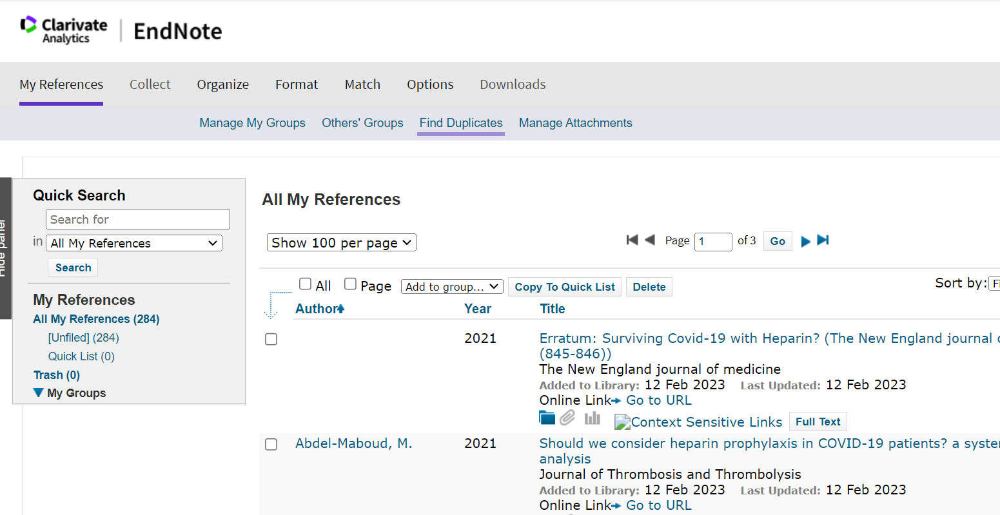 Clarivate
Analytics
EndNote
My References Collect Organize Format Match Options Downloads
Manage My Groups Others' Groups Find Duplicates Manage Attachments
Hide panel
Quick Search
Search for
in All My References
Search
My References
All My References (284)
[Unfiled] (284)
Quick List (0)
Trash (0)
My Groups
All My References
Show 100 per page
Page 1 of 3 Go
All Page Add to group... Copy To Quick List Delete
Sort by:
Author Year Title
2021 Erratum: Surviving Covid-19 with Heparin? (The New England journal
(845-846))
The New England journal of medicine
Added to Library: 12 Feb 2023 Last Updated: 12 Feb 2023
Online Link Go to URL
Context Sensitive Links Full Text
Abdel-Maboud, M. 2021 Should we consider heparin prophylaxis in COVID-19 patients? a
analysis
Journal of Thrombosis and Thrombolysis
Added to Library: 12 Feb 2023 Last Updated: 12 Feb 2023
Online Link Go to URL